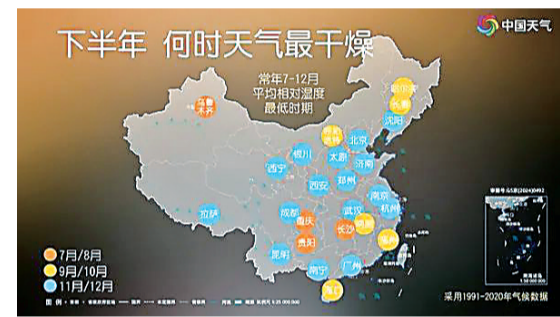 中国天气
下半年 何时天气最干燥
常年7-12月
平均相对湿度
最低时期
哈尔滨
长春
沈阳
乌鲁
木齐
呼和
浩特
北京
银川
太原
济南
西宁
西安
郑州
南京
杭州
拉萨
成都
重庆
武汉
南昌
长沙
贵阳
福州
昆明
南宁
广州
海口
7月/8月
9月/10月
11月/12月
图例
采用1991-2020年气候数据